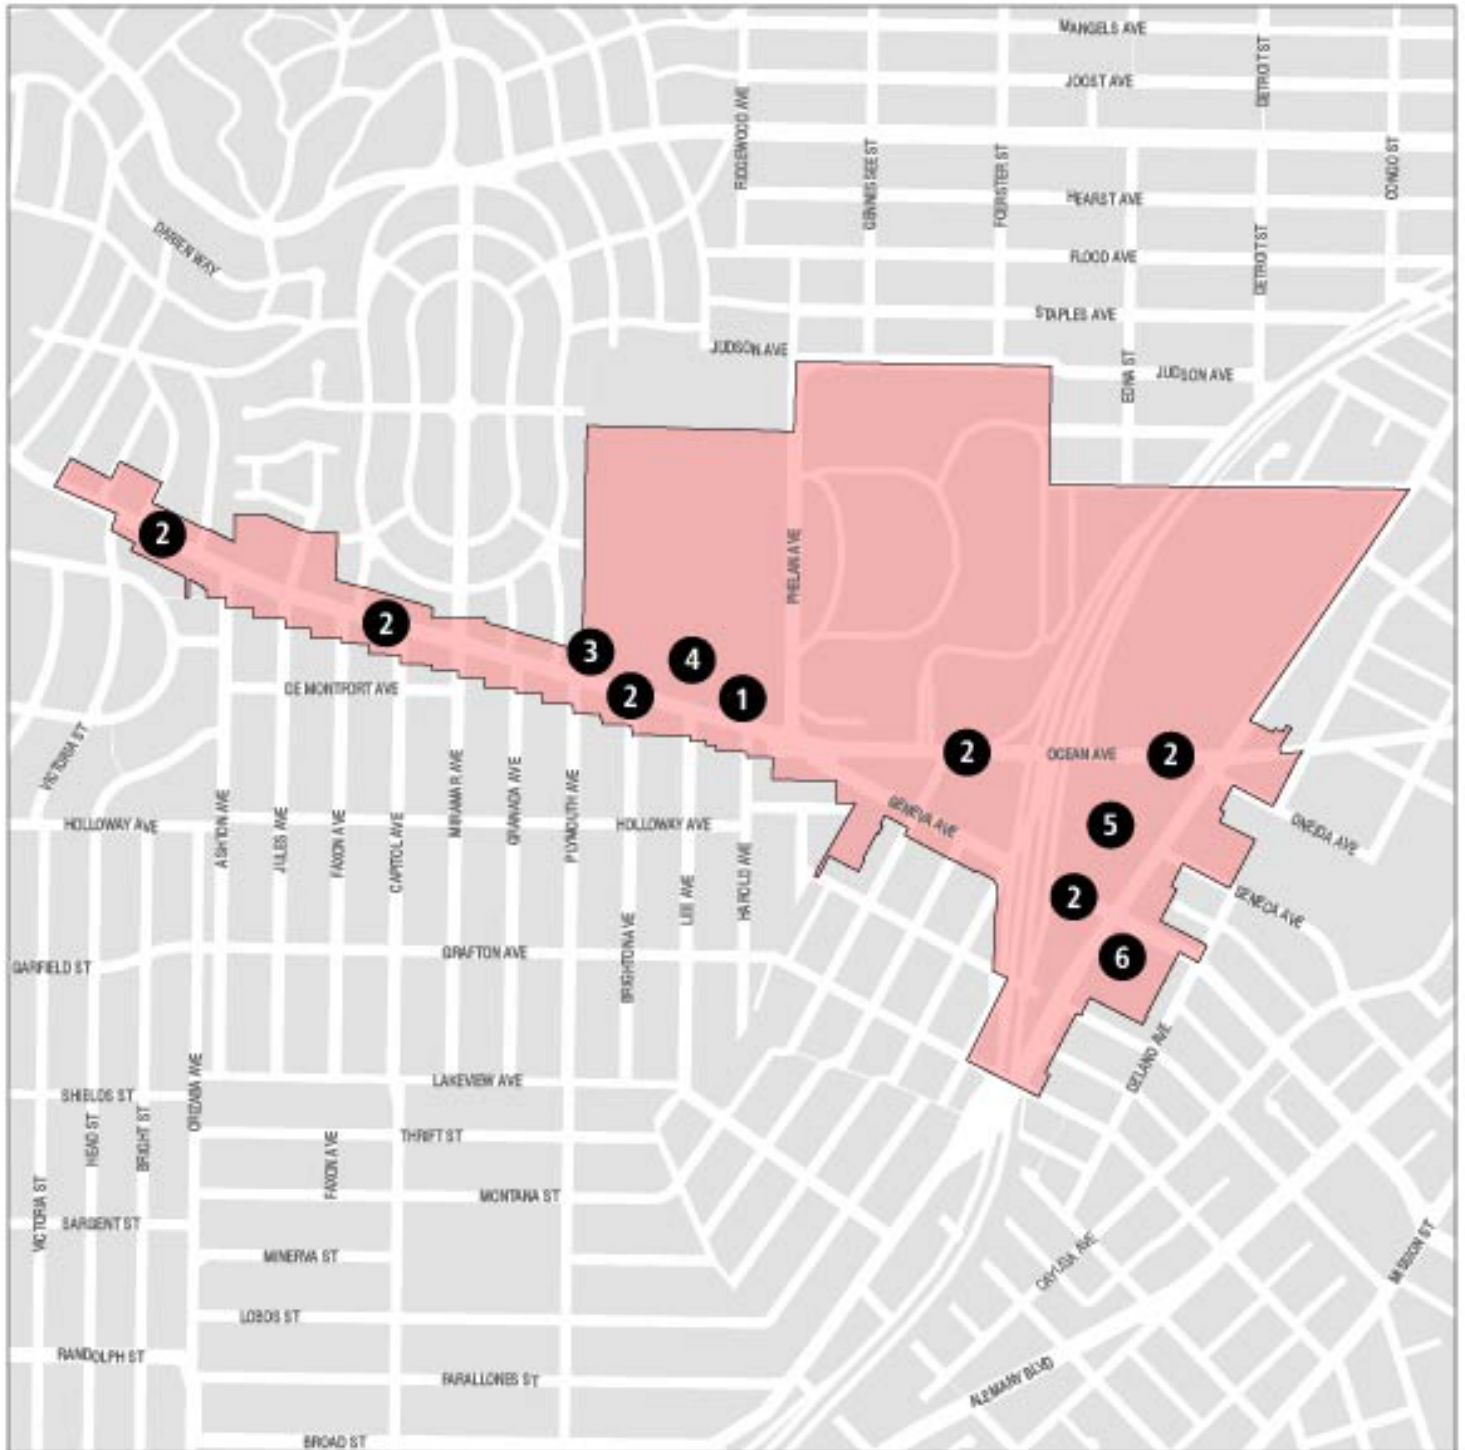 MANGELS AVE
DETROIT ST
JOOST AVE
RIDGEWOOD AVE
GENNESSEE ST
FOERSTER ST
CONGO ST
HEARST AVE
DARIEN WAY
FLOOD AVE
DETROIT ST
STAPLES AVE
JUDSON AVE
EDNA ST
JUDSON AVE
2
PHELAN AVE
2
3
4
2
1
DE MONTFORT AVE
2
OCEAN AVE
2
VICTORIA ST
MIRAMAR AVE
GRANADA AVE
PLYMOUTH AVE
GENEVA AVE
5
HOLLOWAY AVE
ASHTON AVE
JULES AVE
FAXON AVE
CAPITOL AVE
HOLLOWAY AVE
ONEIDA AVE
LEE AVE
HAROLD AVE
2
SENECA AVE
BRIGHTON AVE
GRAFTON AVE
6
GARFIELD ST
ORIZABA AVE
LAKEVIEW AVE
DELANO AVE
SHIELDS ST
HEAD ST
BRIGHT ST
THRIFT ST
FAXON AVE
VICTORIA ST
MONTANA ST
SARGENT ST
MINERVA ST
CAYUGA AVE
MISSION ST
LOBOS ST
RANDOLPH ST
FARALLONES ST
ALEMANY BLVD
BROAD ST